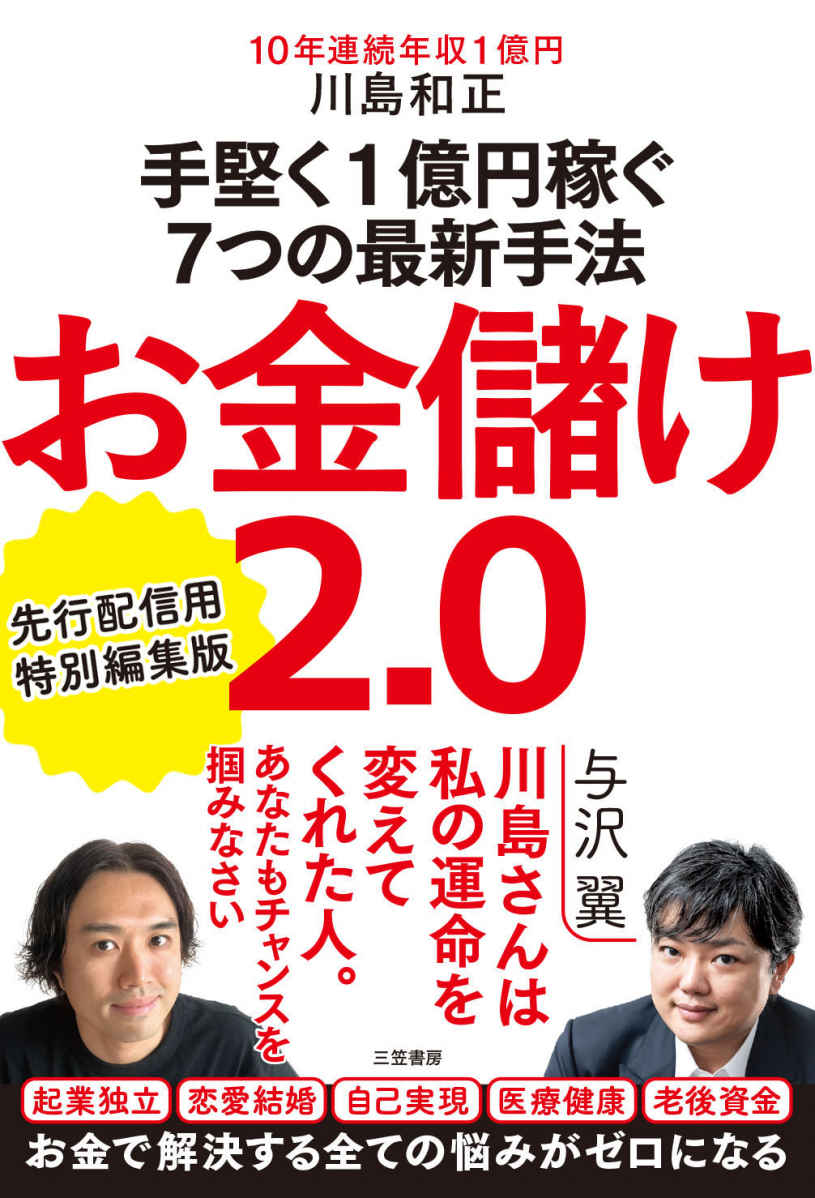 10年連続年収1億円
川島和正
手堅く1億円稼ぐ
7つの最新手法
お金儲け
2.0
先行配信用
特別編集版
与沢 翼
川島さんは
私の運命を
変えて
くれた人。
あなたもチャンスを
掴みなさい
三笠書房
起業独立 恋愛結婚 自己実現 医療健康 老後資金
お金で解決する全ての悩みがゼロになる